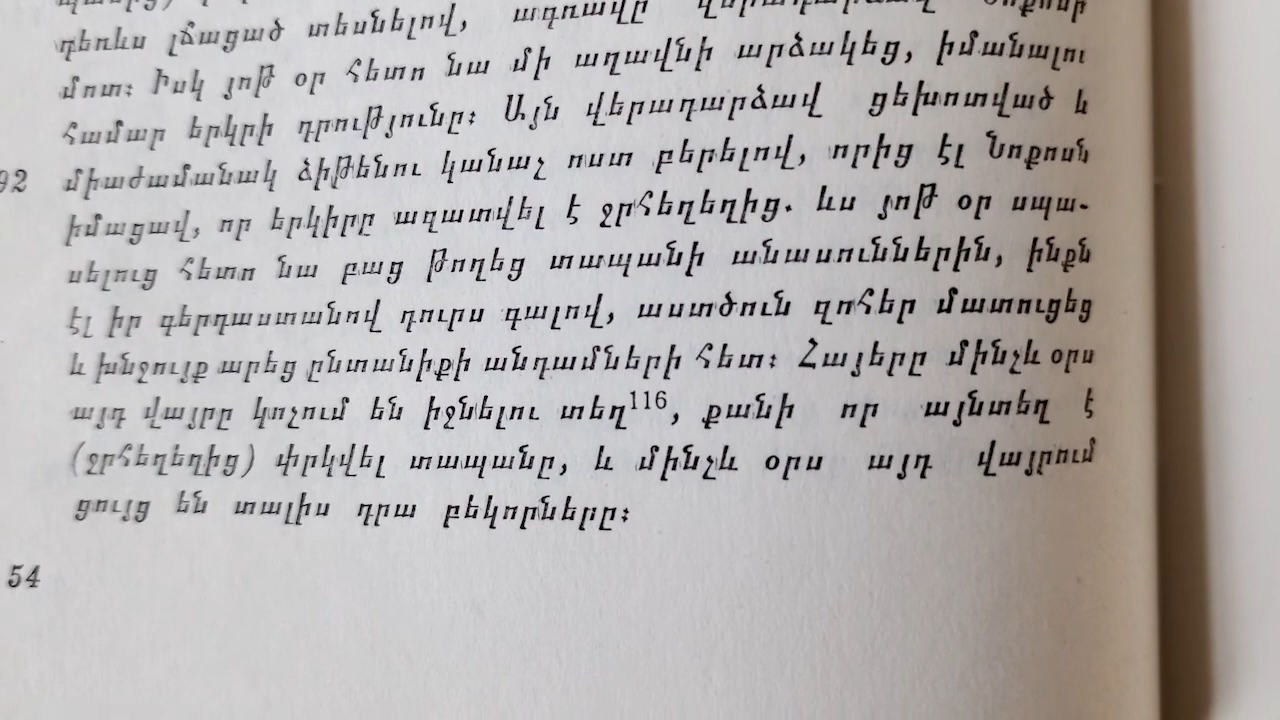 դեռևս լճացած տեսնելով, ագռավը
մոտ։ Իսկ յոթ օր հետո նա մի աղավնի արձակեց, իմանալու
համար երկրի դրությունը։ Այն վերադարձավ ցեխոտված և
92 միաժամանակ ձիթենու կանաչ ոստ բերելով, որից էլ Նոքոսն
իմացավ, որ երկիրը ազատվել է ջրհեղեղից. ևս յոթ օր սպա-
սելուց հետո նա բաց թողեց տապանի անասուններին, ինքն
էլ իր գերդաստանով դուրս գալով, աստծուն զոհեր մատուցեց
և խնջույք արեց ընտանիքի անդամների հետ։ Հայերը մինչև օրս
այդ վայրը կոչում են իջնելու տեղ116, քանի որ այնտեղ է
(ջրհեղեղից) փրկվել տապանը, և մինչև օրս այդ վայրում
ցույց են տալիս դրա բեկորները։
54